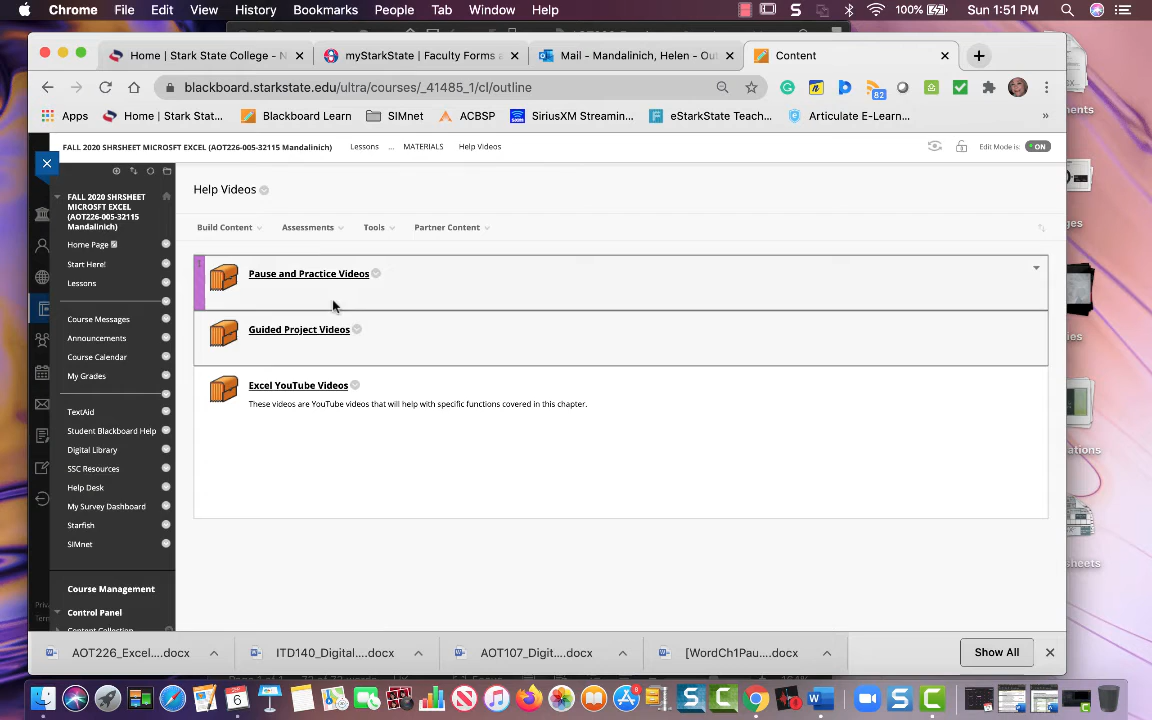 Chrome File Edit View History Bookmarks People Tab Window Help 100% Sun 1:51 PM
Home | Stark State College - N
myStarkState | Faculty Forms a
Mail - Mandalinich, Helen - Out
Content
blackboard.starkstate.edu/ultra/courses/_41485_1/cl/outline
82
Apps
Home | Stark Stat...
Blackboard Learn
SIMnet
ACBSP
SiriusXM Streamin...
eStarkState Teach...
Articulate E-Learn...
»
FALL 2020 SHRSHEET MICROSFT EXCEL (AOT226-005-32115 Mandalinich)
Lessons ... MATERIALS Help Videos
Edit Mode is: ON
FALL 2020 SHRSHEET
MICROSFT EXCEL
(AOT226-005-32115
Mandalinich)
Home Page
Start Here!
Lessons
Course Messages
Announcements
Course Calendar
My Grades
TextAid
Student Blackboard Help
Digital Library
SSC Resources
Help Desk
My Survey Dashboard
Starfish
SIMnet
Course Management
Control Panel
Content Collection
Help Videos
Build Content Assessments Tools Partner Content
Pause and Practice Videos
Guided Project Videos
Excel YouTube Videos
These videos are YouTube videos that will help with specific functions covered in this chapter.
AOT226_Excel....docx
ITD140_Digital....docx
AOT107_Digit....docx
[WordCh1Pau....docx
Show All